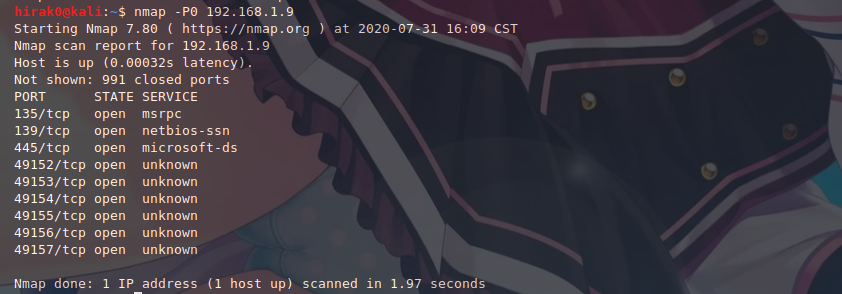 hirak0@kali:~$ nmap -P0 192.168.1.9
Starting Nmap 7.80 ( https://nmap.org ) at 2020-07-31 16:09 CST
Nmap scan report for 192.168.1.9
Host is up (0.00032s latency).
Not shown: 991 closed ports
PORT      STATE SERVICE
135/tcp   open  msrpc
139/tcp   open  netbios-ssn
445/tcp   open  microsoft-ds
49152/tcp open  unknown
49153/tcp open  unknown
49154/tcp open  unknown
49155/tcp open  unknown
49156/tcp open  unknown
49157/tcp open  unknown
Nmap done: 1 IP address (1 host up) scanned in 1.97 seconds